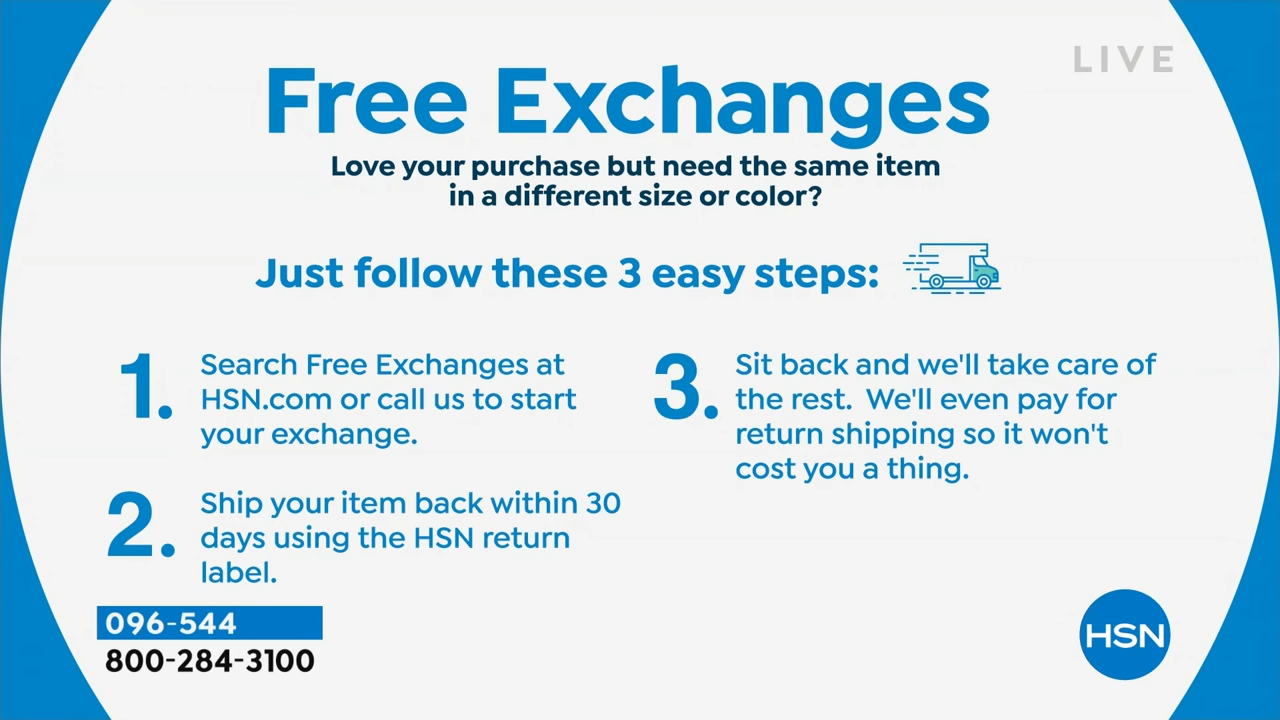 LIVE
Free Exchanges
Love your purchase but need the same item
in a different size or color?
Just follow these 3 easy steps:
1. Search Free Exchanges at
HSN.com or call us to start
your exchange.
2. Ship your item back within 30
days using the HSN return
label.
3. Sit back and we'll take care of
the rest.  We'll even pay for
return shipping so it won't
cost you a thing.
096-544
800-284-3100
HSN